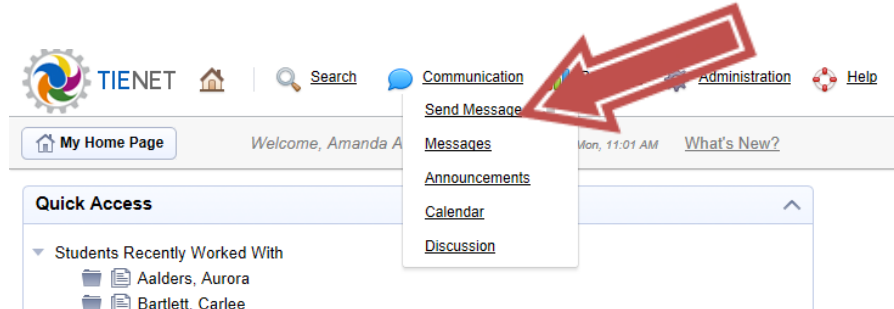 TIENET Search Communication Administration Help
Send Message
My Home Page Welcome, Amanda A Messages Mon, 11:01 AM What's New?
Announcements
Quick Access
Calendar
Discussion
Students Recently Worked With
Aalders, Aurora
Bartlett, Carlee